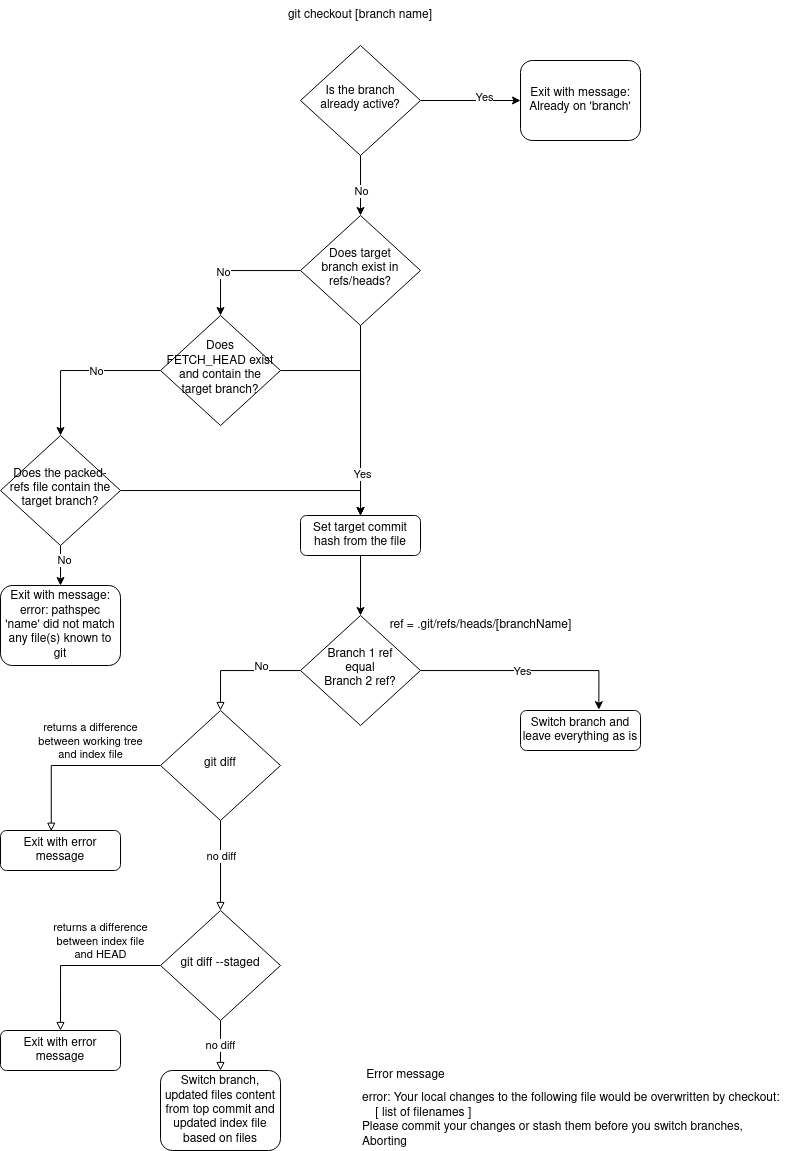 git checkout [branch name]
Is the branch
already active?
Yes
Exit with message:
Already on 'branch'
No
Does target
branch exist in
refs/heads?
No
Does
FETCH_HEAD exist
and contain the
target branch?
No
Does the packed-
refs file contain the
target branch?
Yes
Set target commit
hash from the file
No
Exit with message:
error: pathspec
'name' did not match
any file(s) known to
git
ref = .git/refs/heads/[branchName]
Branch 1 ref
equal
Branch 2 ref?
No
Yes
Switch branch and
leave everything as is
returns a difference
between working tree
and index file
git diff
Exit with error
message
no diff
returns a difference
between index file
and HEAD
git diff --staged
Exit with error
message
no diff
Switch branch,
updated files content
from top commit and
updated index file
based on files
Error message
error: Your local changes to the following file would be overwritten by checkout:
[ list of filenames ]
Please commit your changes or stash them before you switch branches,
Aborting